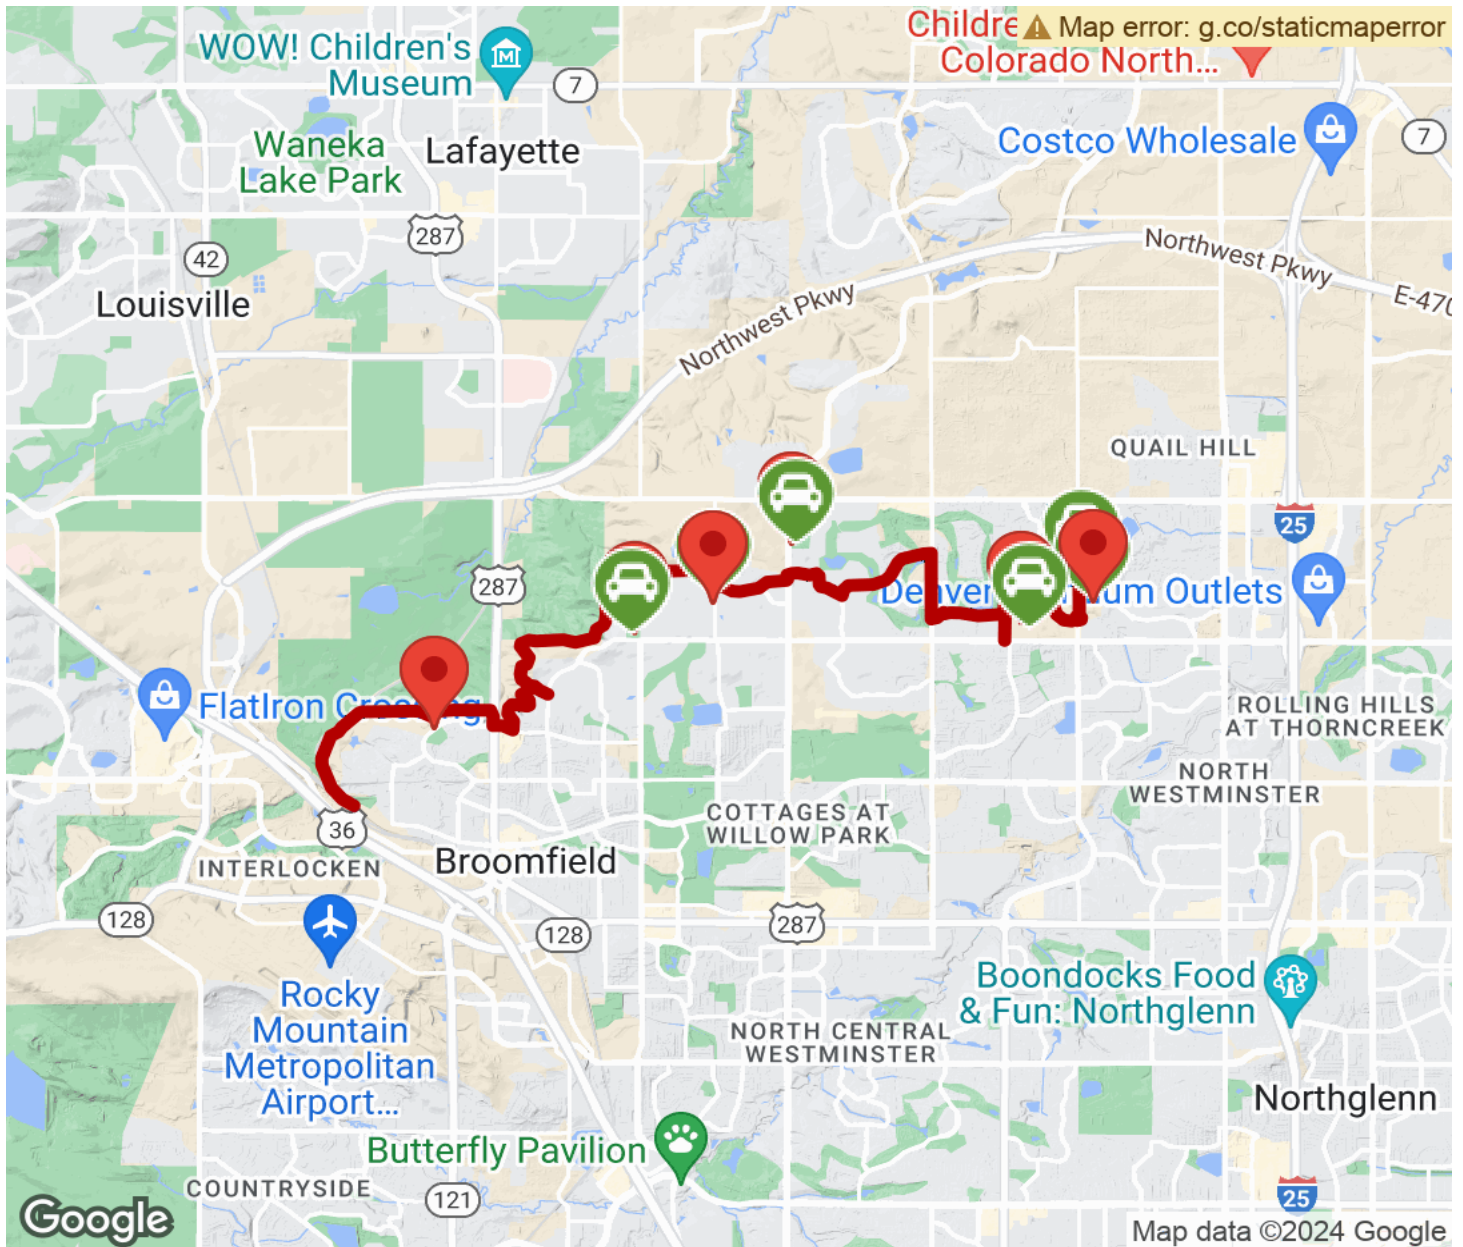 Childre
Map error: g.co/staticmaperror
Colorado North...
WOW! Children's
Museum
7
Costco Wholesale
7
Waneka
Lake Park
Lafayette
287
42
Northwest Pkwy
E-470
Louisville
Northwest Pkwy
QUAIL HILL
25
287
Denver
um Outlets
FlatIron Crossing
ROLLING HILLS
AT THORNCREEK
NORTH
WESTMINSTER
COTTAGES AT
WILLOW PARK
36
Broomfield
INTERLOCKEN
128
287
128
Boondocks Food
& Fun: Northglenn
Rocky
Mountain
Metropolitan
Airport...
NORTH CENTRAL
WESTMINSTER
Northglenn
Butterfly Pavilion
COUNTRYSIDE
121
25
Google
Map data ©2024 Google